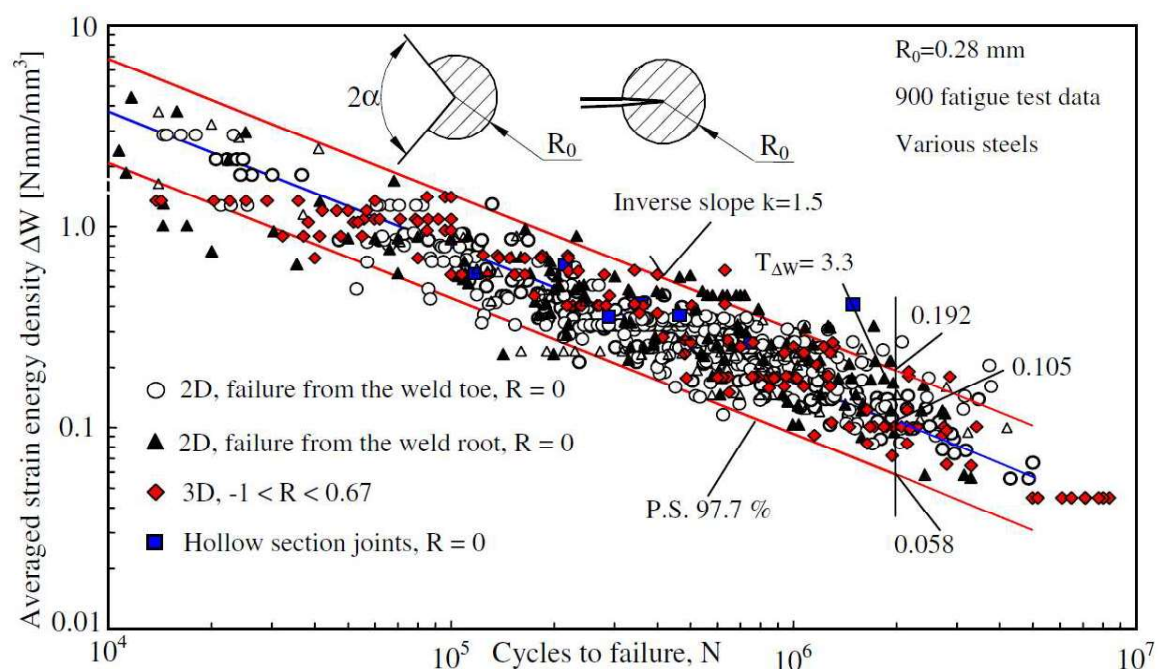 Averaged strain energy density ΔW [Nmm/mm³]
10
1.0
0.1
0.01
2α
R₀
R₀
R₀=0.28 mm
900 fatigue test data
Various steels
Inverse slope k=1.5
T_ΔW= 3.3
0.192
0.105
2D, failure from the weld toe, R = 0
2D, failure from the weld root, R = 0
3D, -1 < R < 0.67
Hollow section joints, R = 0
P.S. 97.7 %
0.058
10⁴
10⁵
10⁶
10⁷
Cycles to failure, N